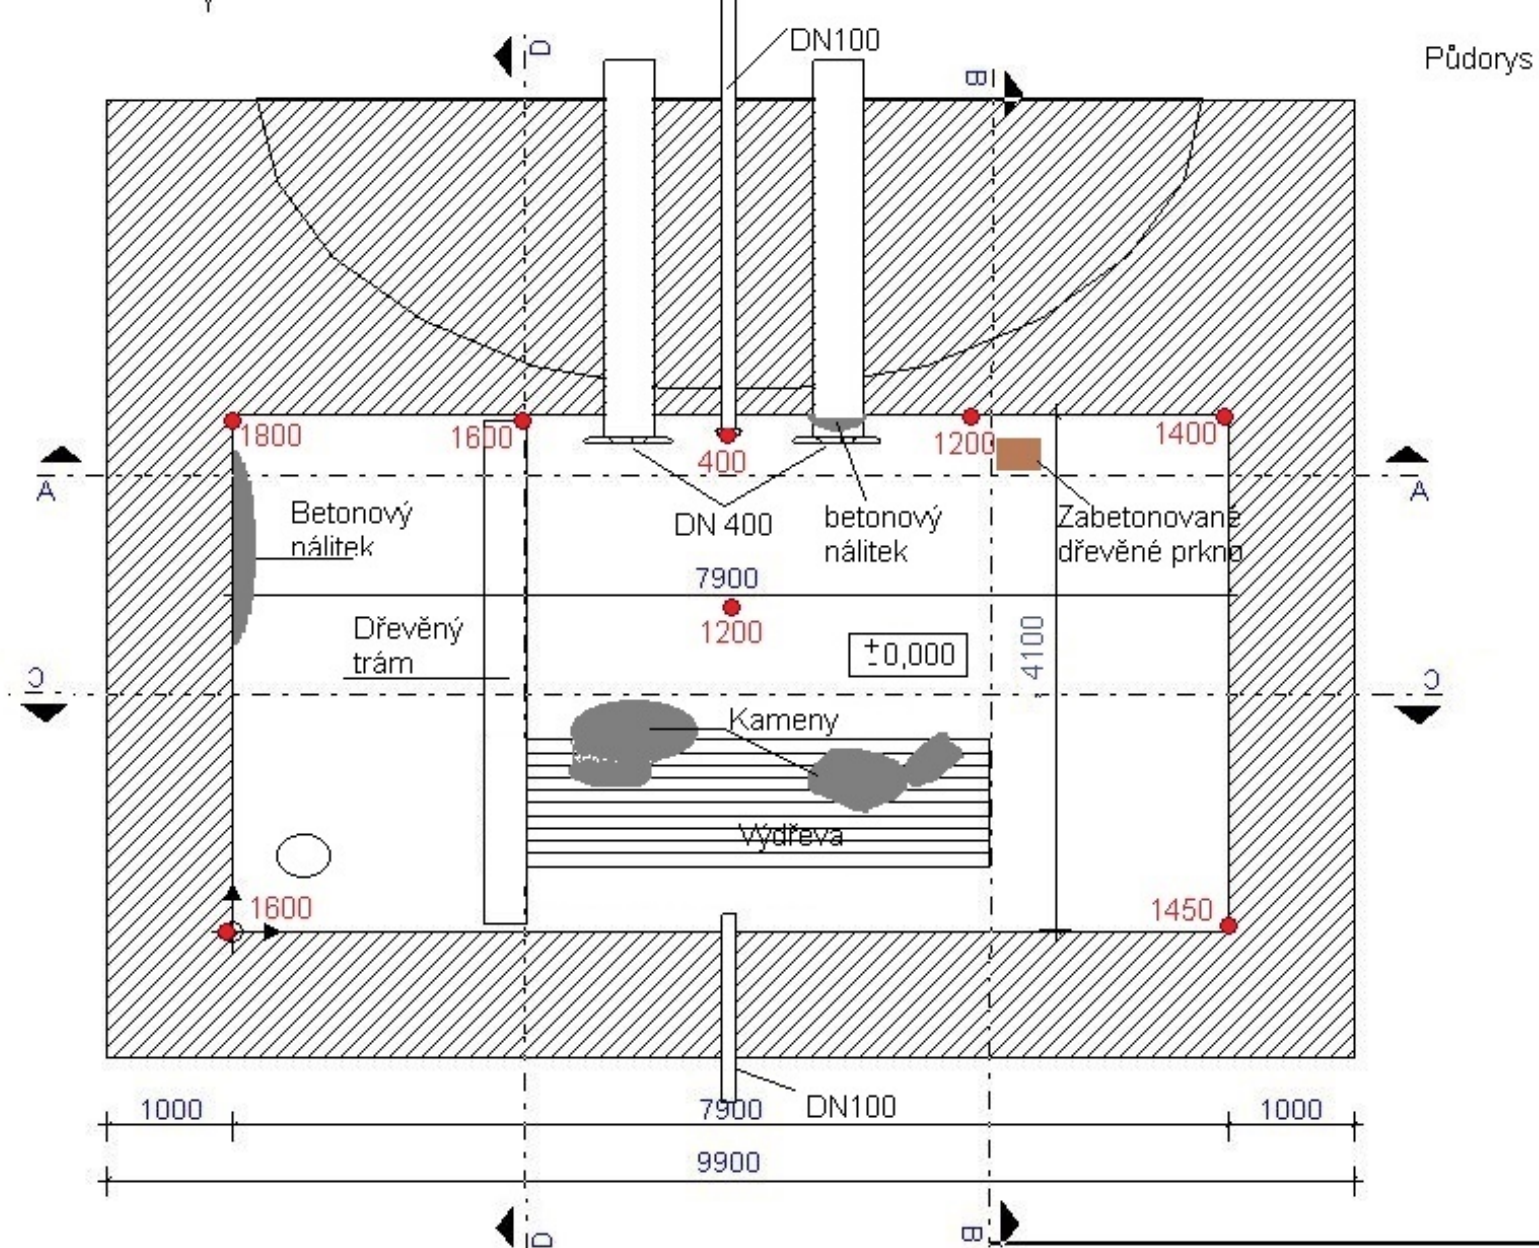 D
DN100
B
Půdorys
1800
1600
400
1200
1400
A
A
Betonový
nálitek
DN 400
betonový
nálitek
Zabetonované
dřevěné prkno
7900
1200
Dřevěný
trám
±0,000
4100
C
C
Kameny
Výdřeva
1600
1450
1000
7900
DN100
1000
9900
D
B